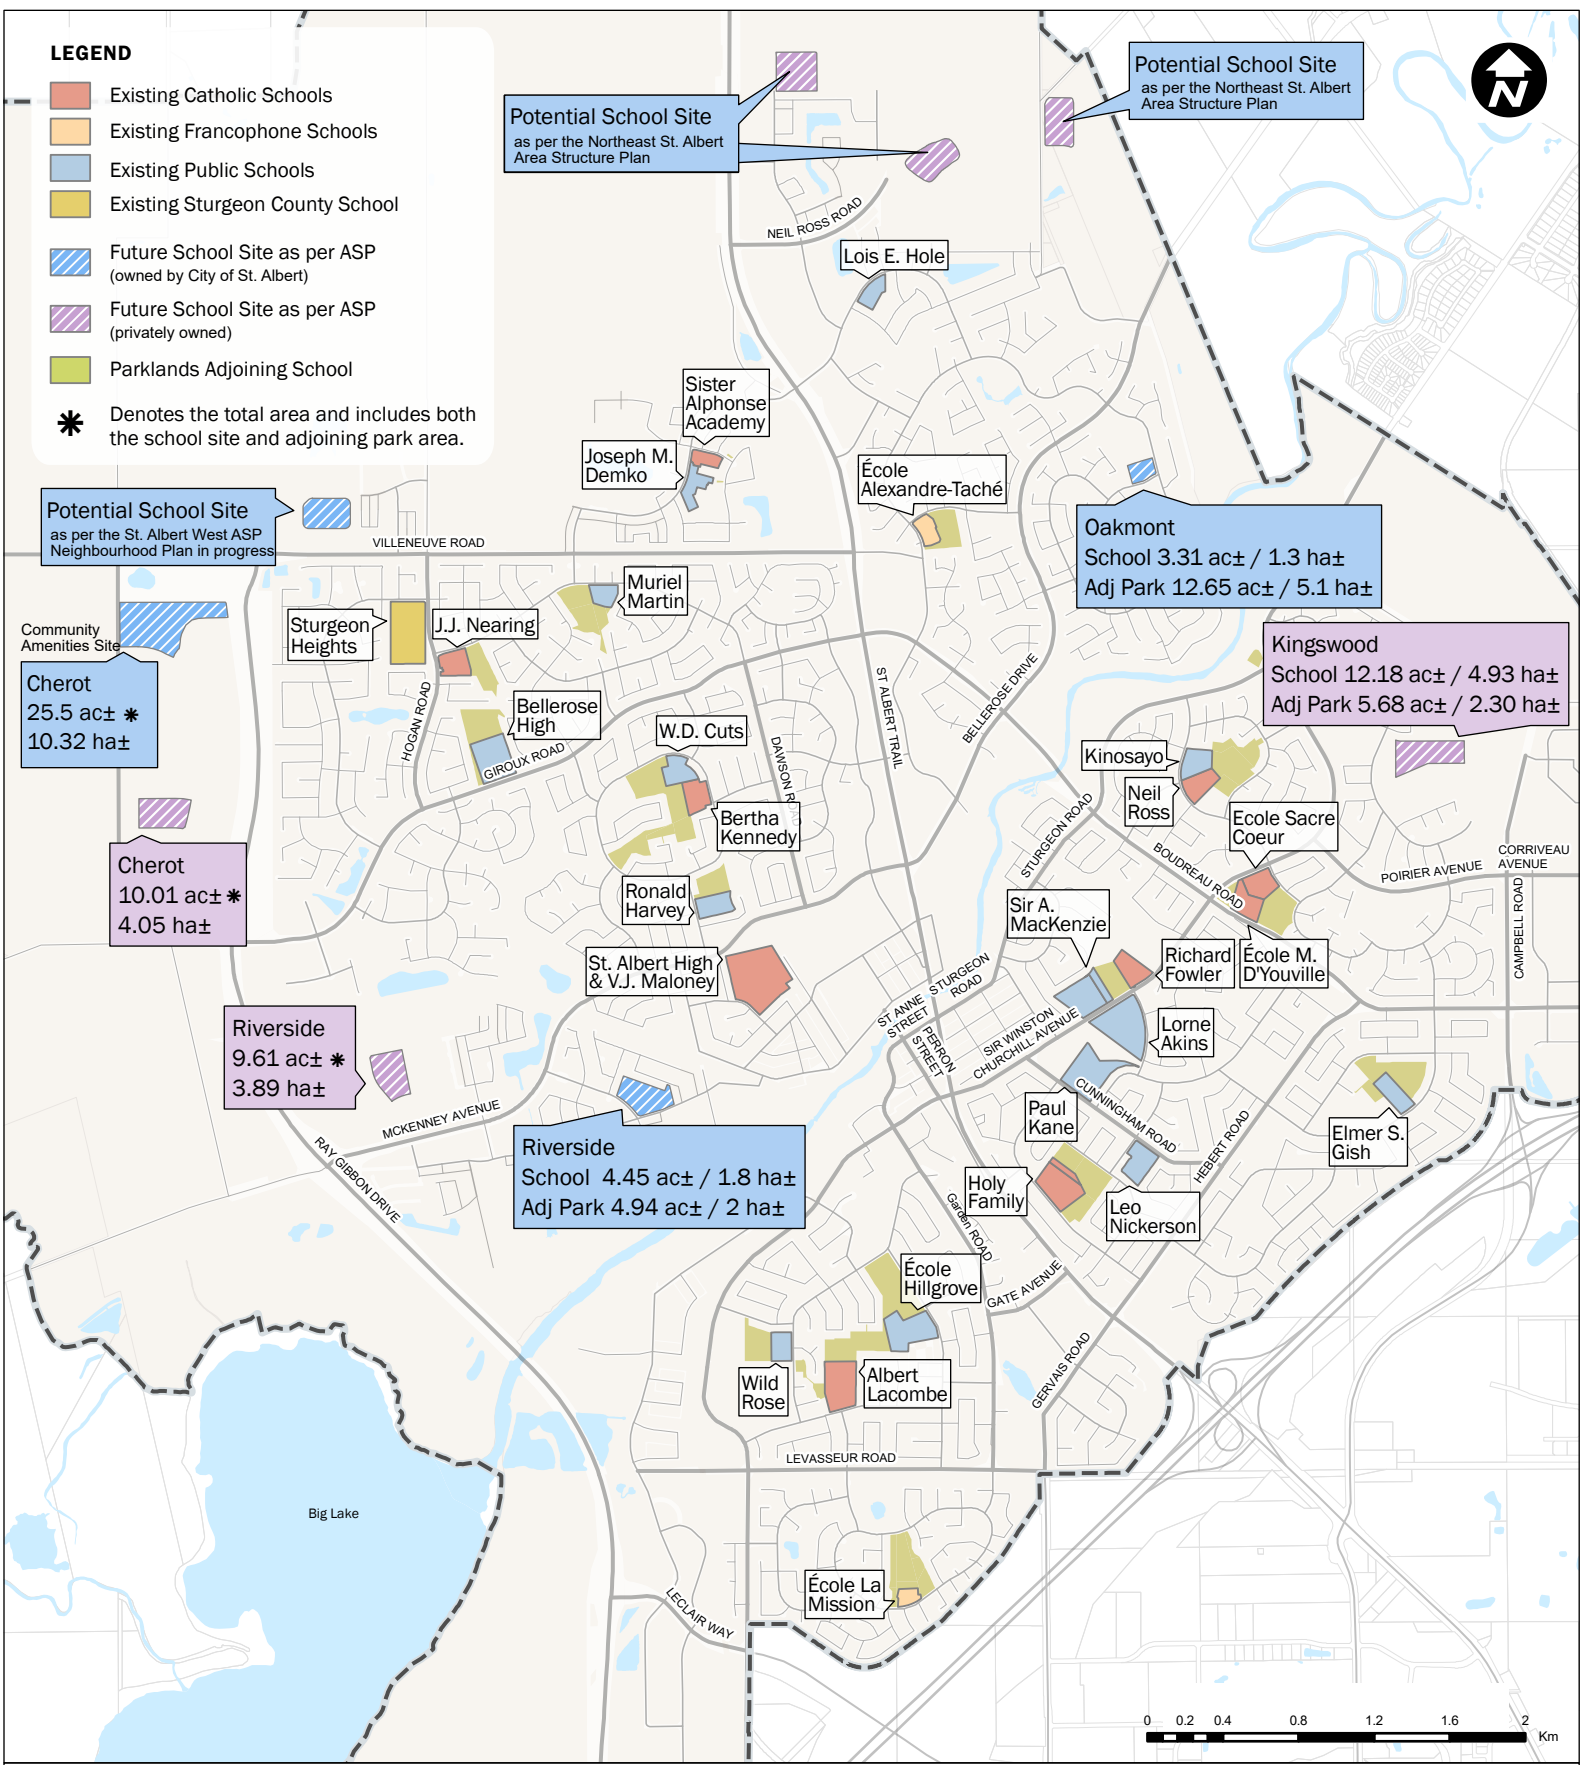 LEGEND
Existing Catholic Schools
Existing Francophone Schools
Existing Public Schools
Existing Sturgeon County School
Future School Site as per ASP
(owned by City of St. Albert)
Future School Site as per ASP
(privately owned)
Parklands Adjoining School
Denotes the total area and includes both
the school site and adjoining park area.
Potential School Site
as per the Northeast St. Albert
Area Structure Plan
Potential School Site
as per the Northeast St. Albert
Area Structure Plan
N
NEIL ROSS ROAD
Lois E. Hole
Sister
Alphonse
Academy
Joseph M.
Demko
École
Alexandre-Taché
Potential School Site
as per the St. Albert West ASP
Neighbourhood Plan in progress
VILLENEUVE ROAD
Oakmont
School 3.31 ac± / 1.3 ha±
Adj Park 12.65 ac± / 5.1 ha±
Muriel
Martin
Sturgeon
Heights
J.J. Nearing
Community
Amenities Site
Cherot
25.5 ac± *
10.32 ha±
Kingswood
School 12.18 ac± / 4.93 ha±
Adj Park 5.68 ac± / 2.30 ha±
HOGAN ROAD
Bellerose
High
GIROUX ROAD
W.D. Cuts
DAWSON ROAD
ST ALBERT TRAIL
BELLEROSE DRIVE
Kinosayo
Neil
Ross
Bertha
Kennedy
STURGEON ROAD
Ecole Sacre
Coeur
BOUDREAU ROAD
POIRIER AVENUE
CORRIVEAU
AVENUE
CAMPBELL ROAD
Cherot
10.01 ac± *
4.05 ha±
Ronald
Harvey
Sir A.
MacKenzie
St. Albert High
& V.J. Maloney
Richard
Fowler
École M.
D'Youville
STURGEON
ROAD
ST ANNE
STREET
PERRON
STREET
SIR WINSTON
CHURCHILL AVENUE
Lorne
Akins
Riverside
9.61 ac± *
3.89 ha±
MCKENNEY AVENUE
RAY GIBBON DRIVE
Riverside
School  4.45 ac± / 1.8 ha±
Adj Park 4.94 ac± / 2 ha±
Paul
Kane
CUNNINGHAM ROAD
HEBERT ROAD
Elmer S.
Gish
Holy
Family
Leo
Nickerson
Garden ROAD
GATE AVENUE
École
Hillgrove
GERVAIS ROAD
Wild
Rose
Albert
Lacombe
LEVASSEUR ROAD
Big Lake
École La
Mission
LECLAIR WAY
0 0.2 0.4 0.8 1.2 1.6 2
Km